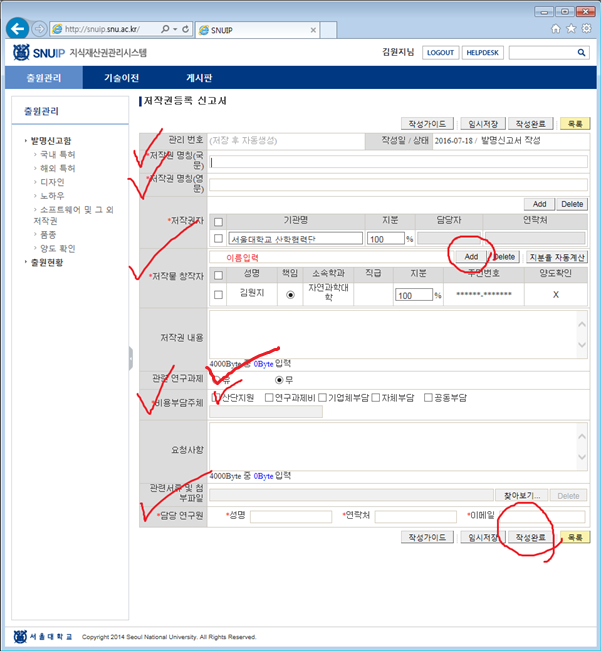 http://snuip.snu.ac.kr/
SNUIP
SNUIP 지식재산권관리시스템
김원지님 LOGOUT HELPDESK
출원관리 기술이전 게시판
출원관리
발명신고함
국내 특허
해외 특허
디자인
노하우
소프트웨어 및 그 외
저작권
품종
양도 확인
출원현황
저작권등록 신고서
작성가이드 임시저장 작성완료 목록
관리 번호 (저장 후 자동생성) 작성일 / 상태 2016-07-18 / 발명신고서 작성
*저작권 명칭(국
문)
*저작권 명칭(영
문)
Add Delete
*저작권자 기관명 지분 담당자 연락처
서울대학교 산학협력단 100 %
이름입력 Add Delete 지분율 자동계산
*저작물 창작자 성명 책임 소속학과 직급 지분 주민번호 양도확인
김원지 자연과학대
학 100 % ******-******* X
저작권 내용
4000Byte 중 0Byte 입력
관련 연구과제 유 무
*비용부담주체 산단지원 연구과제비 기업체부담 자체부담 공동부담
요청사항
4000Byte 중 0Byte 입력
관련서류 및 첨
부파일 찾아보기... Delete
*담당 연구원 *성명 *연락처 *이메일
작성가이드 임시저장 작성완료 목록
서울대학교 Copyright 2014 Seoul National University. All Rights Reserved.